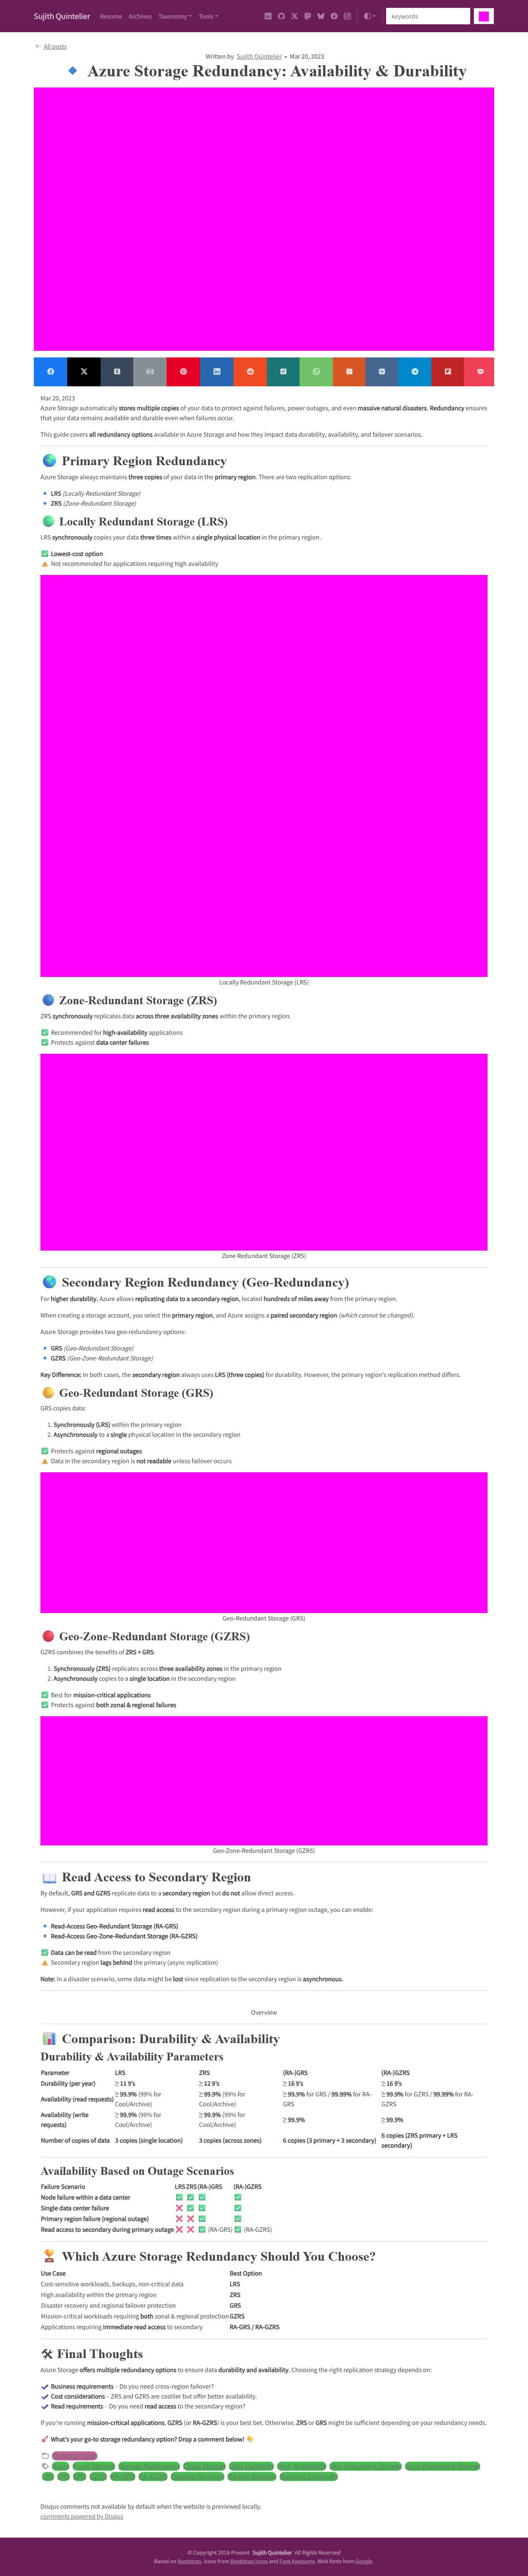 Sujith Quintelier Resume Archives Taxonomy Tools keywords
All posts
Written by Sujith Quintelier • Mar 20, 2023
Azure Storage Redundancy: Availability & Durability
Mar 20, 2023
Azure Storage automatically stores multiple copies of your data to protect against failures, power outages, and even massive natural disasters. Redundancy ensures
that your data remains available and durable even when failures occur.
This guide covers all redundancy options available in Azure Storage and how they impact data durability, availability, and failover scenarios.
Primary Region Redundancy
Azure Storage always maintains three copies of your data in the primary region. There are two replication options:
LRS (Locally Redundant Storage)
ZRS (Zone-Redundant Storage)
Locally Redundant Storage (LRS)
LRS synchronously copies your data three times within a single physical location in the primary region.
✅ Lowest-cost option
⚠️ Not recommended for applications requiring high availability
Locally Redundant Storage (LRS)
Zone-Redundant Storage (ZRS)
ZRS synchronously replicates data across three availability zones within the primary region.
✅ Recommended for high-availability applications
✅ Protects against data center failures
Zone Redundant Storage (ZRS)
Secondary Region Redundancy (Geo-Redundancy)
For higher durability, Azure allows replicating data to a secondary region, located hundreds of miles away from the primary region.
When creating a storage account, you select the primary region, and Azure assigns a paired secondary region (which cannot be changed).
Azure Storage provides two geo-redundancy options:
GRS (Geo-Redundant Storage)
GZRS (Geo-Zone-Redundant Storage)
Key Difference: In both cases, the secondary region always uses LRS (three copies) for durability. However, the primary region's replication method differs.
Geo-Redundant Storage (GRS)
GRS copies data:
1. Synchronously (LRS) within the primary region
2. Asynchronously to a single physical location in the secondary region
✅ Protects against regional outages
⚠️ Data in the secondary region is not readable unless failover occurs
Geo-Redundant Storage (GRS)
Geo-Zone-Redundant Storage (GZRS)
GZRS combines the benefits of ZRS + GRS:
1. Synchronously (ZRS) replicates across three availability zones in the primary region
2. Asynchronously copies to a single location in the secondary region
✅ Best for mission-critical applications
✅ Protects against both zonal & regional failures
Geo-Zone-Redundant Storage (GZRS)
Read Access to Secondary Region
By default, GRS and GZRS replicate data to a secondary region but do not allow direct access.
However, if your application requires read access to the secondary region during a primary region outage, you can enable:
Read-Access Geo-Redundant Storage (RA-GRS)
Read-Access Geo-Zone-Redundant Storage (RA-GZRS)
✅ Data can be read from the secondary region
⚠️ Secondary region lags behind the primary (async replication)
Note: In a disaster scenario, some data might be lost since replication to the secondary region is asynchronous.
Overview
Comparison: Durability & Availability
Durability & Availability Parameters
Parameter LRS ZRS (RA-)GRS (RA-)GZRS
Durability (per year) ≥ 11 9's ≥ 12 9's ≥ 16 9's ≥ 16 9's
Availability (read requests) ≥ 99.9% (99% for Cool/Archive) ≥ 99.9% (99% for Cool/Archive) ≥ 99.9% for GRS / 99.99% for RA-GRS ≥ 99.9% for GZRS / 99.99% for RA-GZRS
Availability (write requests) ≥ 99.9% (99% for Cool/Archive) ≥ 99.9% (99% for Cool/Archive) ≥ 99.9% ≥ 99.9%
Number of copies of data 3 copies (single location) 3 copies (across zones) 6 copies (3 primary + 3 secondary) 6 copies (ZRS primary + LRS secondary)
Availability Based on Outage Scenarios
Failure Scenario LRS ZRS (RA-)GRS (RA-)GZRS
Node failure within a data center ✅ ✅ ✅ ✅
Single data center failure ❌ ✅ ✅ ✅
Primary region failure (regional outage) ❌ ❌ ✅ ✅
Read access to secondary during primary outage ❌ ❌ ✅ (RA-GRS) ✅ (RA-GZRS)
Which Azure Storage Redundancy Should You Choose?
Use Case Best Option
Cost-sensitive workloads, backups, non-critical data LRS
High availability within the primary region ZRS
Disaster recovery and regional failover protection GRS
Mission-critical workloads requiring both zonal & regional protection GZRS
Applications requiring immediate read access to secondary RA-GRS / RA-GZRS
Final Thoughts
Azure Storage offers multiple redundancy options to ensure data durability and availability. Choosing the right replication strategy depends on:
✔ Business requirements – Do you need cross-region failover?
✔ Cost considerations – ZRS and GZRS are costlier but offer better availability.
✔ Read requirements – Do you need read access to the secondary region?
If you're running mission-critical applications, GZRS (or RA-GZRS) is your best bet. Otherwise, ZRS or GRS might be sufficient depending on your redundancy needs.
What's your go-to storage redundancy option? Drop a comment below!
Disqus comments not available by default when the website is previewed locally.
comments powered by Disqus
© Copyright 2018-Present Sujith Quintelier All Rights Reserved
Based on Bootstrap. Icons from Bootstrap Icons and Font Awesome. Web fonts from Google.